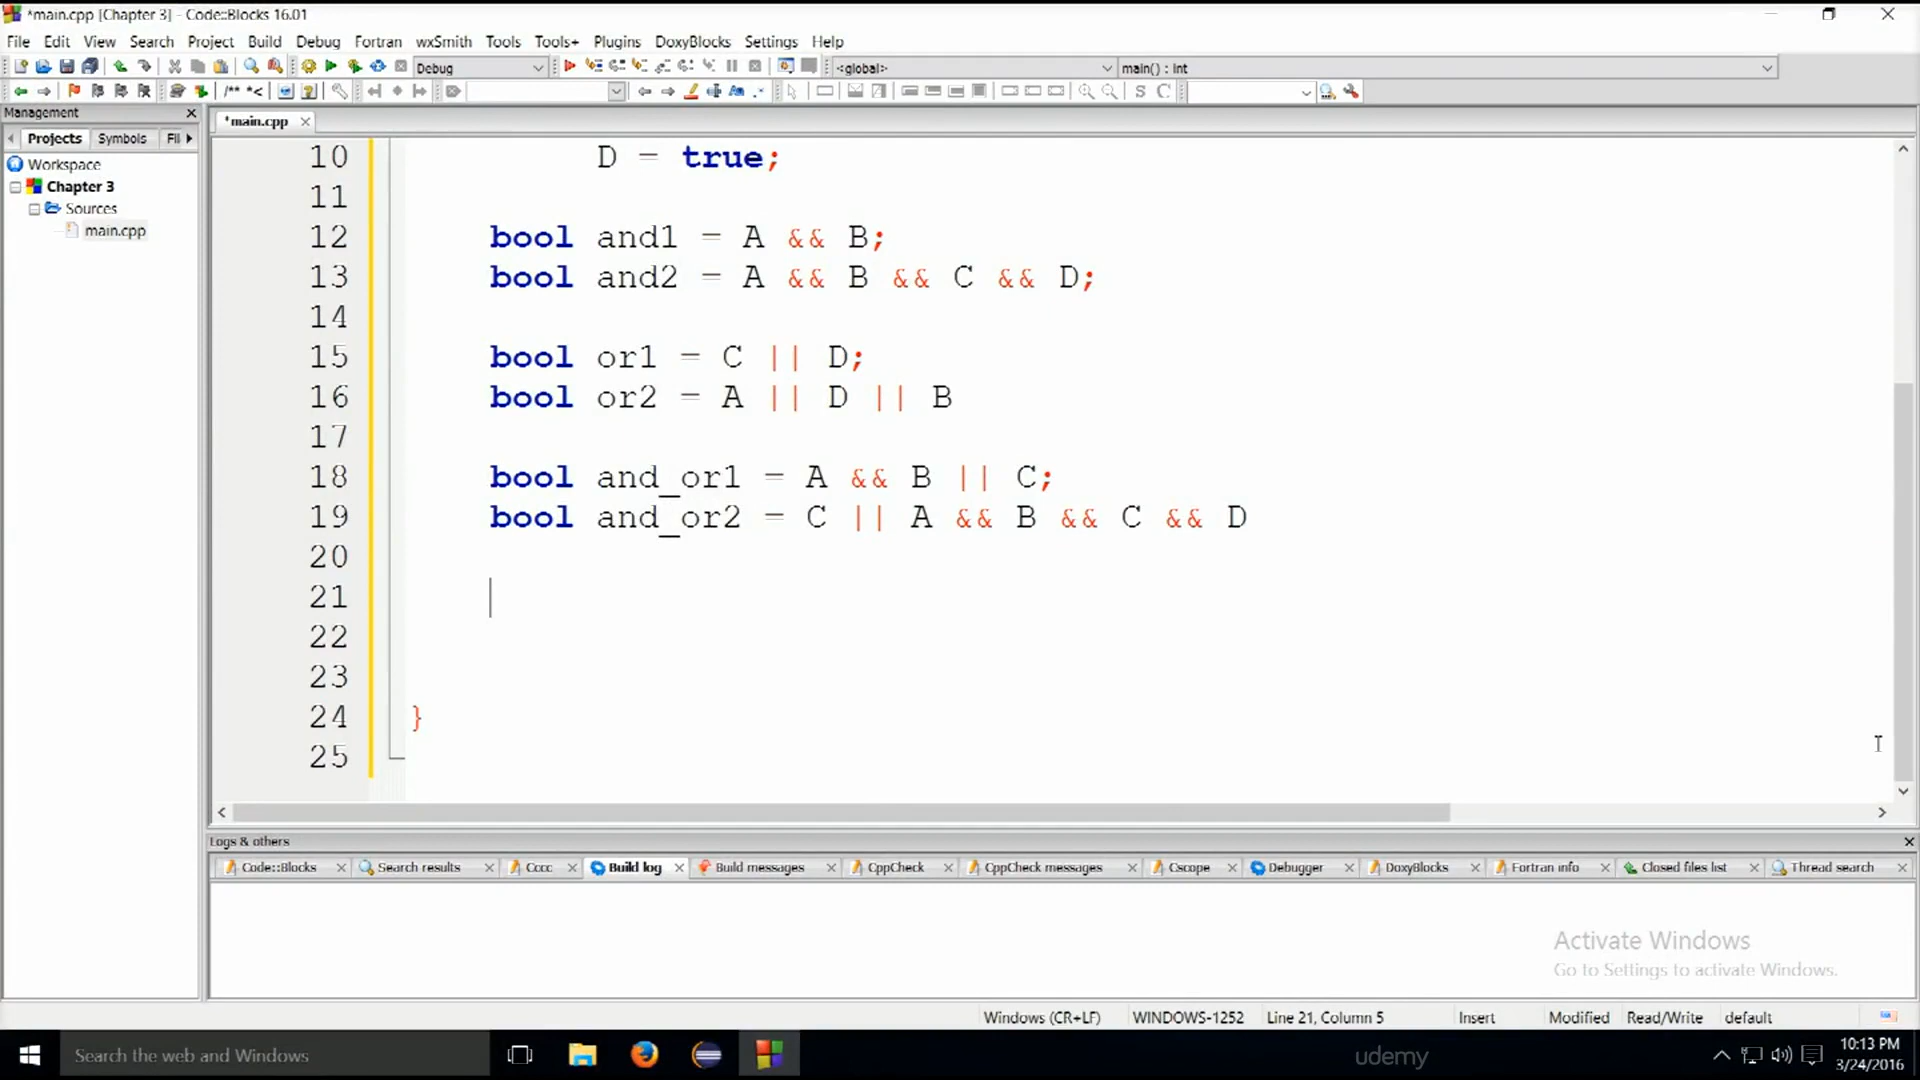 *main.cpp [Chapter 3] - Code::Blocks 16.01
File Edit View Search Project Build Debug Fortran wxSmith Tools Tools+ Plugins DoxyBlocks Settings Help
Debug <global> main() : int
/** *< S C
Management
*main.cpp
Projects Symbols Fil
Workspace
Chapter 3
Sources
main.cpp
10 D = true;
11
12 bool and1 = A && B;
13 bool and2 = A && B && C && D;
14
15 bool or1 = C || D;
16 bool or2 = A || D || B
17
18 bool and_or1 = A && B || C;
19 bool and_or2 = C || A && B && C && D
20
21
22
23
24 }
25
Logs & others
Code::Blocks Search results Cccc Build log Build messages CppCheck CppCheck messages Cscope Debugger DoxyBlocks Fortran info Closed files list Thread search
Activate Windows
Go to Settings to activate Windows.
Windows (CR+LF) WINDOWS-1252 Line 21, Column 5 Insert Modified Read/Write default
Search the web and Windows
udemy
10:13 PM
3/24/2016